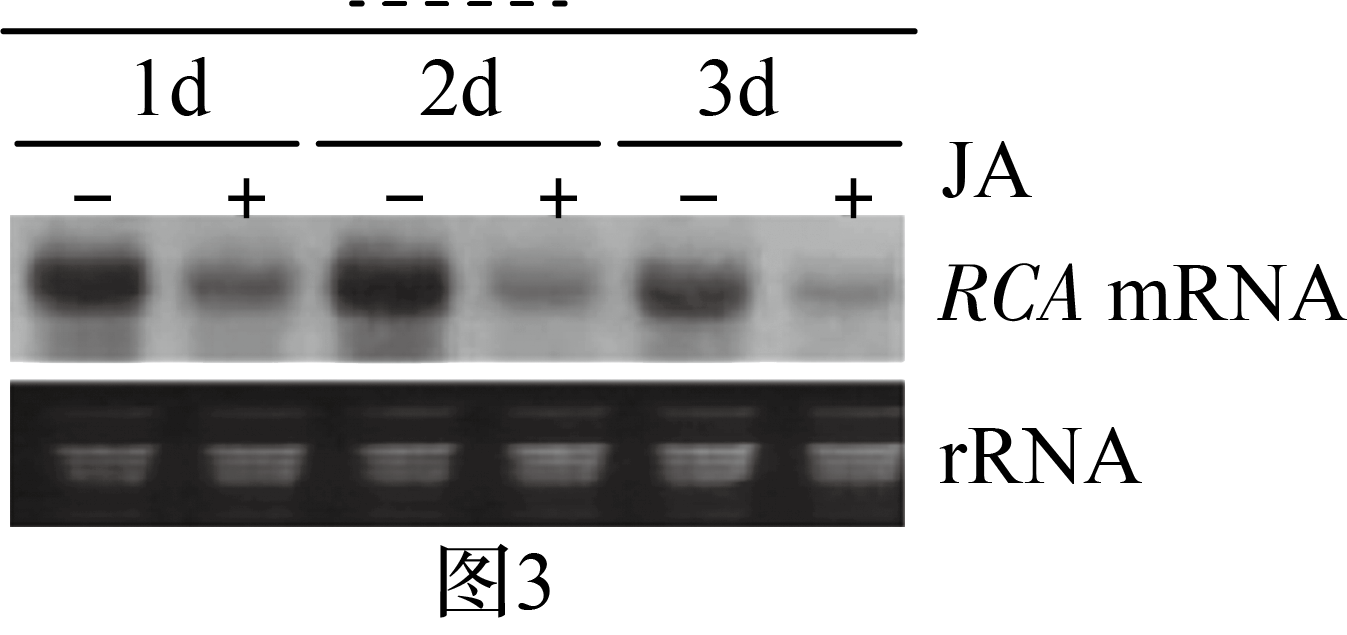 1d 2d 3d
− + − + − + JA
RCA mRNA
rRNA
图3